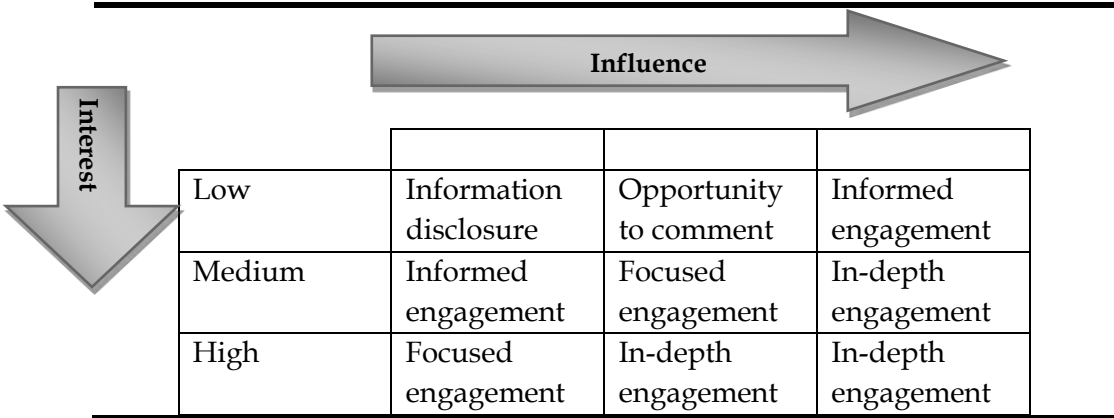 Influence
Interest
Low Information Opportunity Informed
disclosure to comment engagement
Medium Informed Focused In-depth
engagement engagement engagement
High Focused In-depth In-depth
engagement engagement engagement